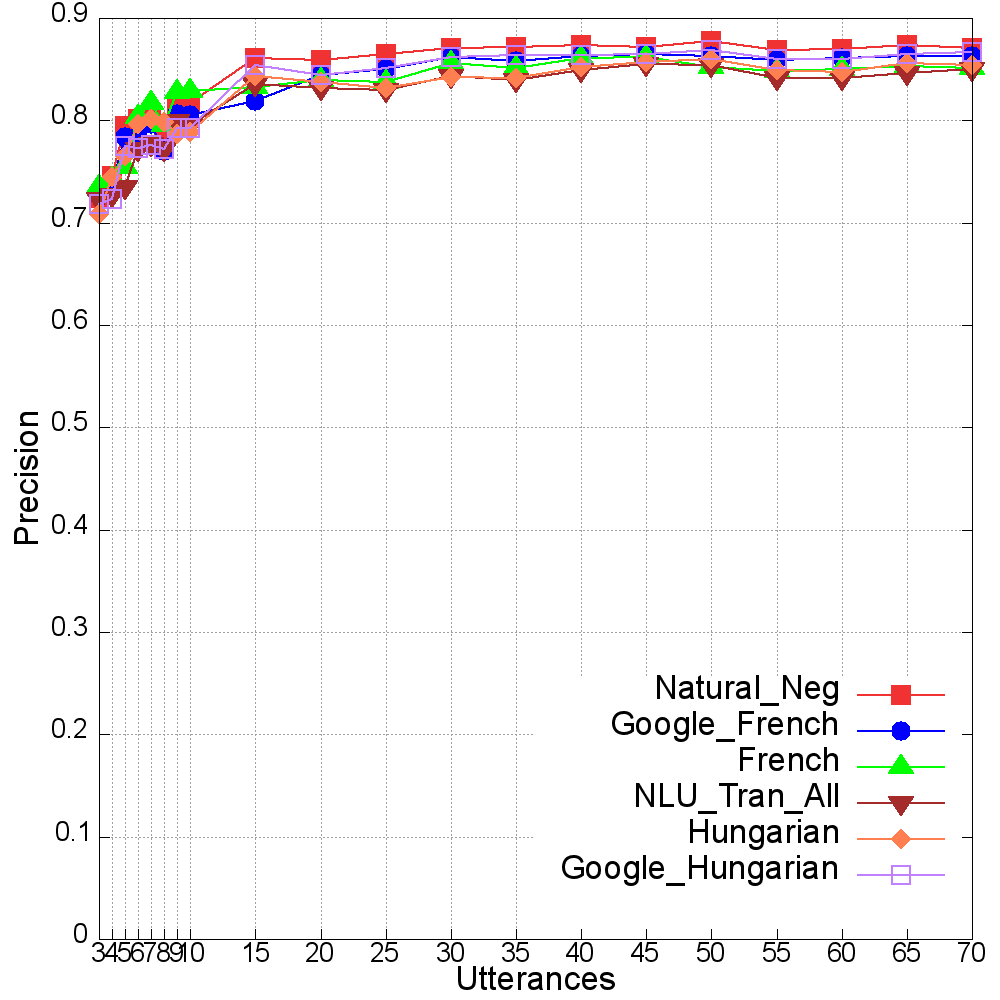 0.9
0.8
0.7
0.6
0.5
0.4
0.3
0.2
0.1
0
Precision
Natural_Neg
Google_French
French
NLU_Tran_All
Hungarian
Google_Hungarian
3 4 5 6 7 8 9 10 15 20 25 30 35 40 45 50 55 60 65 70
Utterances